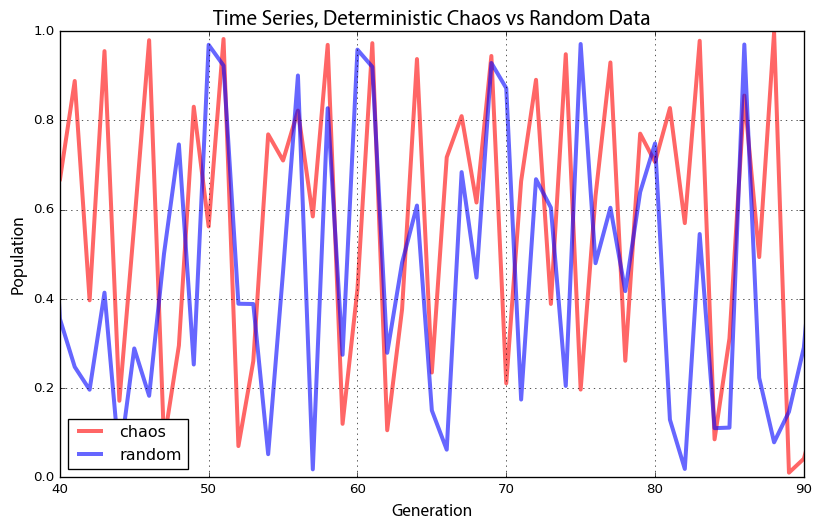 Time Series, Deterministic Chaos vs Random Data
1.0
0.8
0.6
0.4
0.2
0.0
Population
chaos
random
40 50 60 70 80 90
Generation